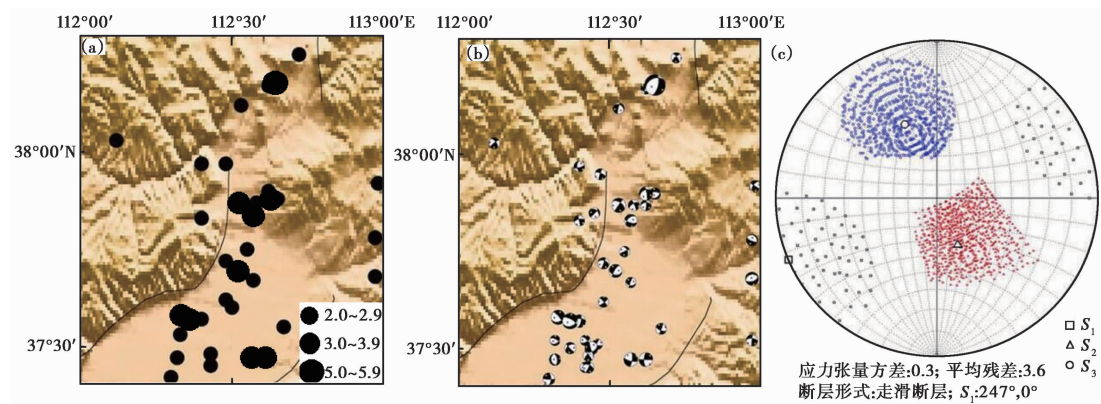 112°00′ 112°30′ 113°00′E
112°00′ 112°30′ 113°00′E
(a)
(b)
(c)
38°00′N
38°00′N
37°30′
37°30′
2.0~2.9
3.0~3.9
5.0~5.9
S1
S2
S3
应力张量方差:0.3; 平均残差:3.6
断层形式:走滑断层; S1:247°,0°